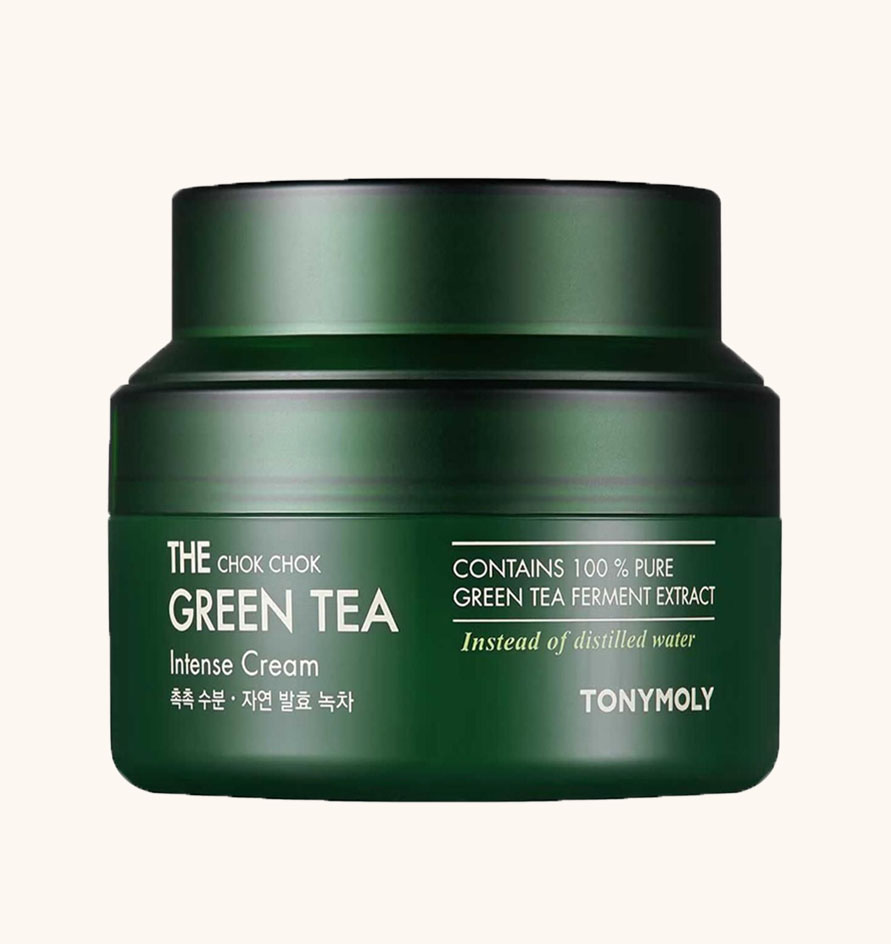 THE CHOK CHOK
GREEN TEA
Intense Cream
촉촉 수분 · 자연 발효 녹차
CONTAINS 100 % PURE
GREEN TEA FERMENT EXTRACT
Instead of distilled water
TONYMOLY